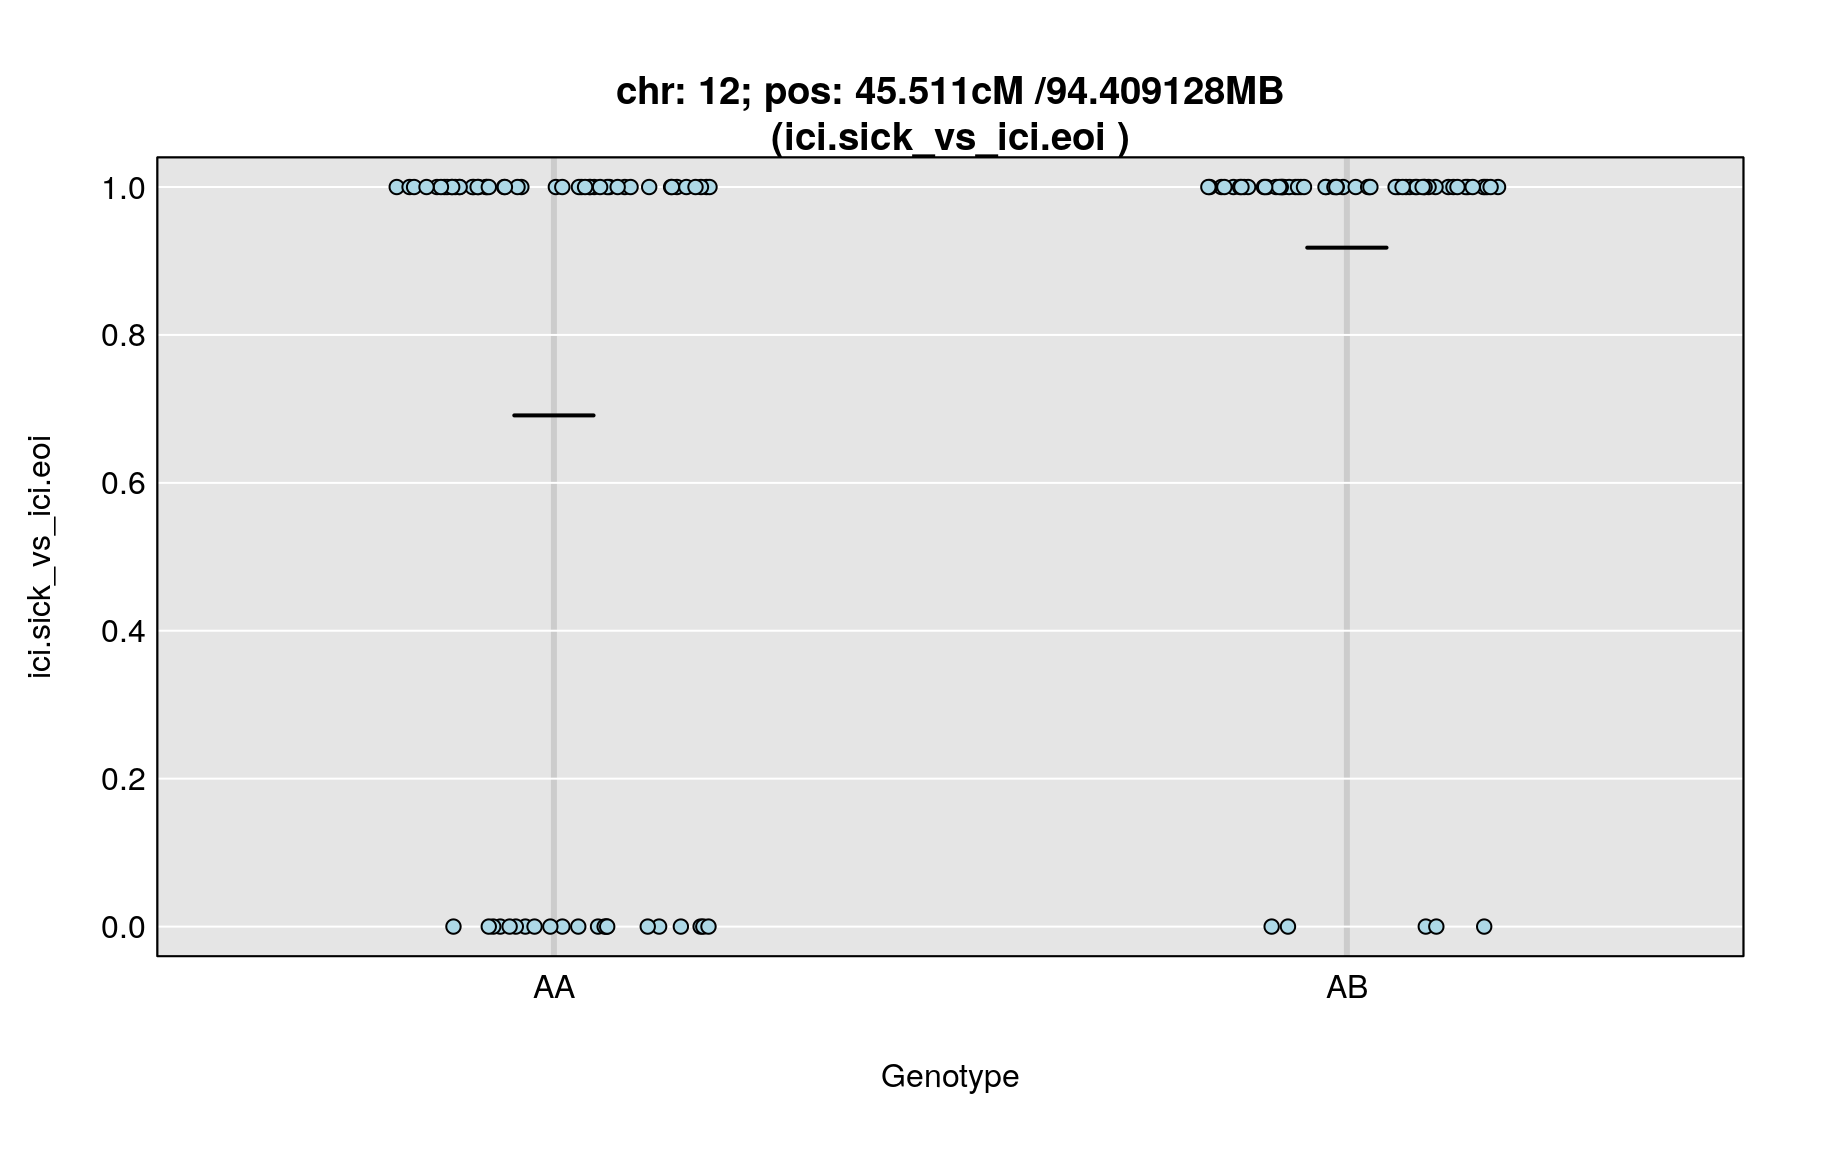 chr: 12; pos: 45.511cM /94.409128MB
(ici.sick_vs_ici.eoi )
1.0
0.8
0.6
0.4
0.2
0.0
ici.sick_vs_ici.eoi
AA
AB
Genotype